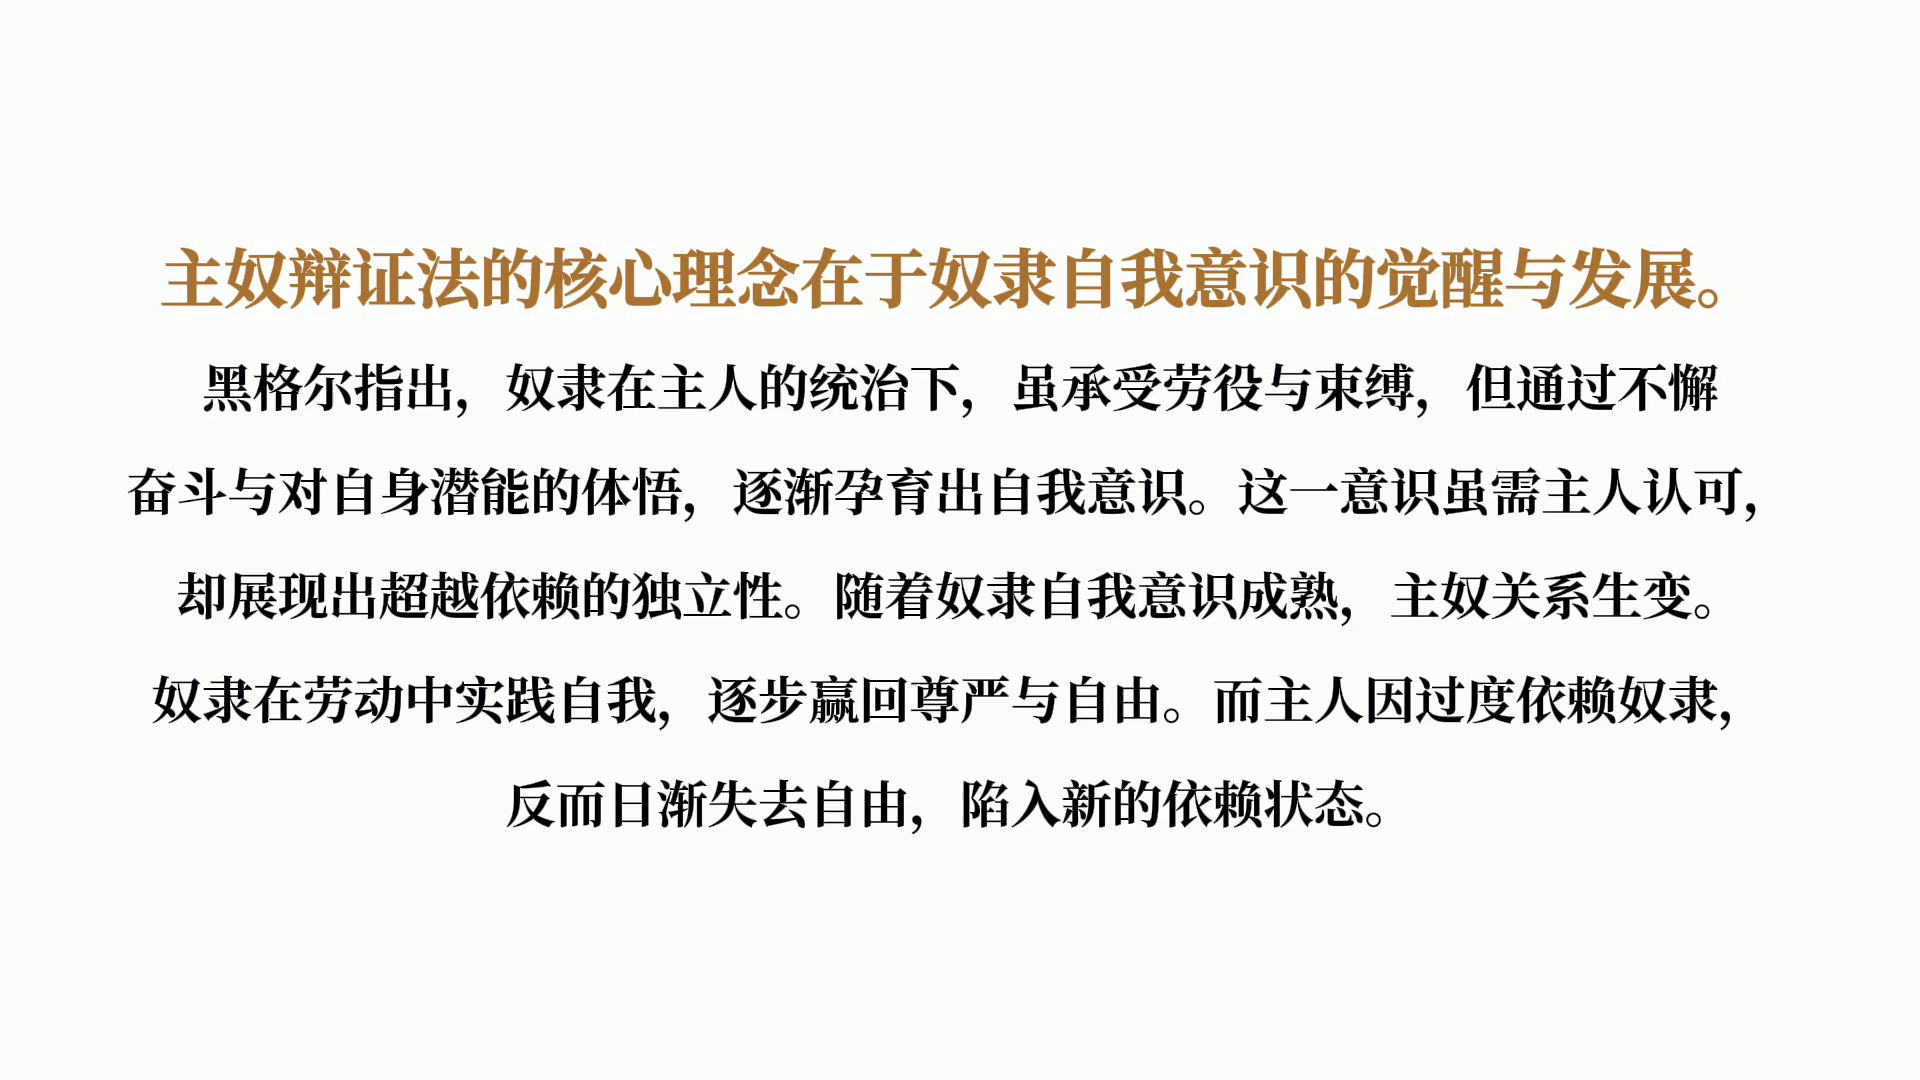 主奴辩证法的核心理念在于奴隶自我意识的觉醒与发展。
黑格尔指出，奴隶在主人的统治下，虽承受劳役与束缚，但通过不懈
奋斗与对自身潜能的体悟，逐渐孕育出自我意识。这一意识虽需主人认可，
却展现出超越依赖的独立性。随着奴隶自我意识成熟，主奴关系生变。
奴隶在劳动中实践自我，逐步赢回尊严与自由。而主人因过度依赖奴隶，
反而日渐失去自由，陷入新的依赖状态。